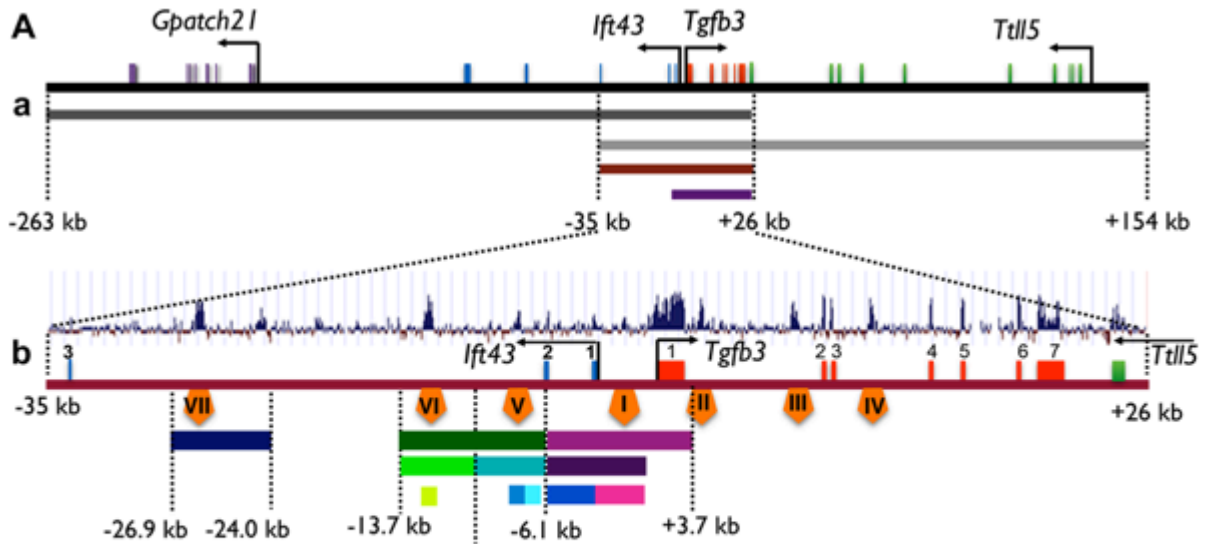 A
Gpatch21
Ift43
Tgfb3
Ttll5
a
-263 kb
-35 kb
+26 kb
+154 kb
b
3
Ift43
2
1
1
Tgfb3
2
3
4
5
6
7
Ttll5
-35 kb
VII
VI
V
I
II
III
IV
+26 kb
-26.9 kb
-24.0 kb
-13.7 kb
-6.1 kb
+3.7 kb